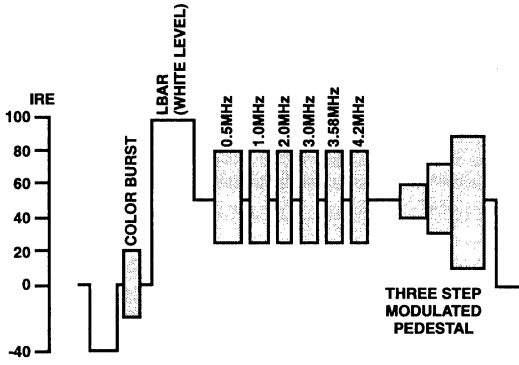 IRE
100
80
60
40
20
0
-40
COLOR BURST
LBAR
(WHITE LEVEL)
0.5MHz
1.0MHz
2.0MHz
3.0MHz
3.58MHz
4.2MHz
THREE STEP
MODULATED
PEDESTAL